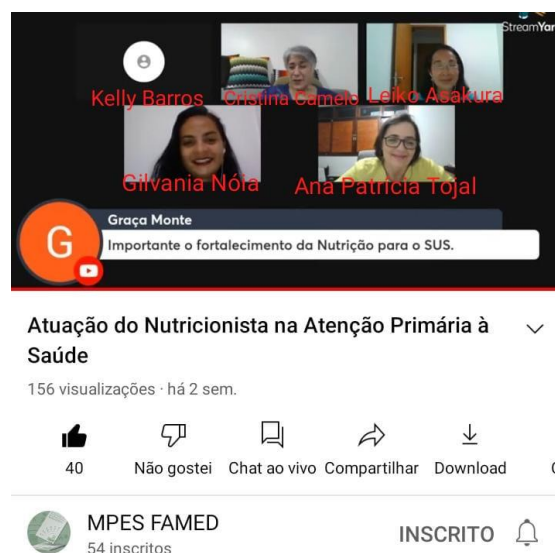 StreamYar
Kelly Barros Cristina Camelo Leiko Asakura
Gilvania Nóia Ana Patrícia Tojal
G
Graça Monte
Importante o fortalecimento da Nutrição para o SUS.
Atuação do Nutricionista na Atenção Primária à
Saúde
156 visualizações · há 2 sem.
40 Não gostei Chat ao vivo Compartilhar Download
MPES FAMED
INSCRITO
54 inscritos